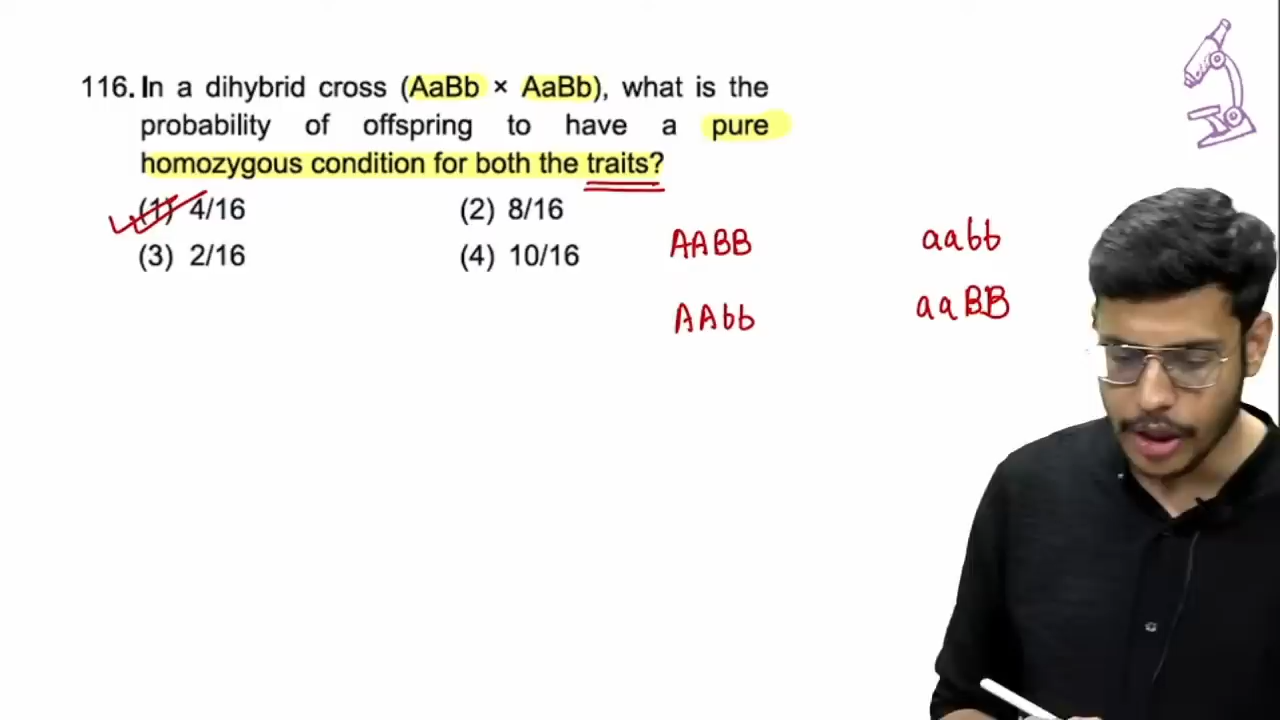 116. In a dihybrid cross (AaBb × AaBb), what is the
probability of offspring to have a pure
homozygous condition for both the traits?
(1) 4/16 (2) 8/16
(3) 2/16 (4) 10/16
AABB aabb
AAbb aaBB